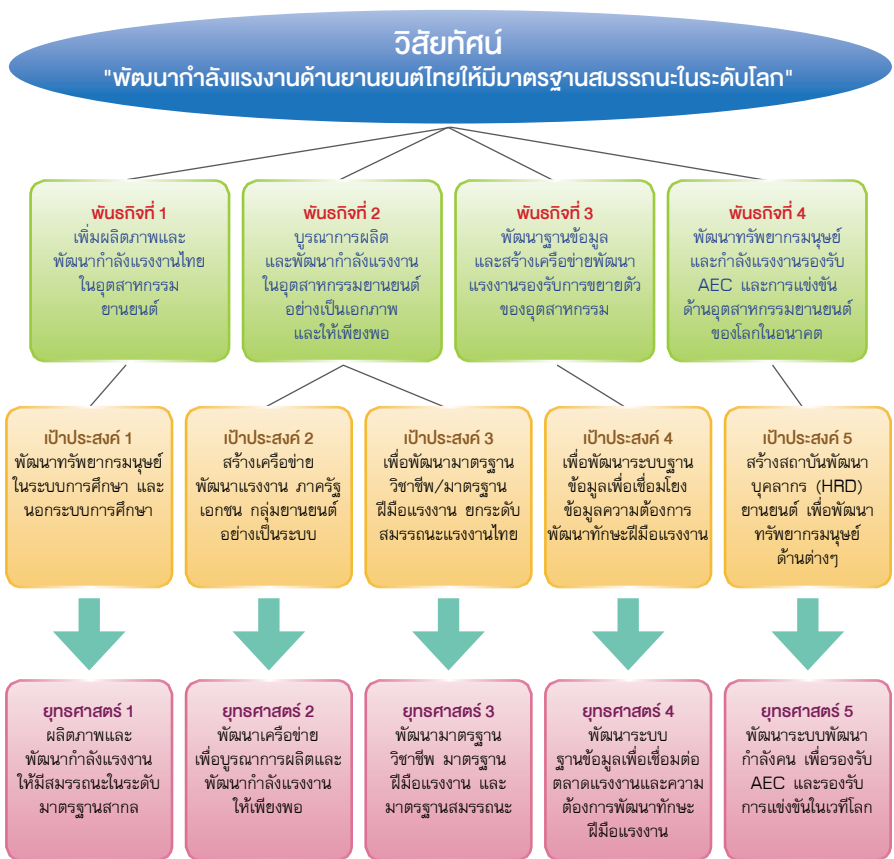 วิสัยทัศน์
"พัฒนากำลังแรงงานด้านยานยนต์ไทยให้มีมาตรฐานสมรรถนะในระดับโลก"
พันธกิจที่ 1
เพิ่มผลิตภาพและ
พัฒนากำลังแรงงานไทย
ในอุตสาหกรรม
ยานยนต์
พันธกิจที่ 2
บูรณาการผลิต
และพัฒนากำลังแรงงาน
ในอุตสาหกรรมยานยนต์
อย่างเป็นเอกภาพ
และให้เพียงพอ
พันธกิจที่ 3
พัฒนาฐานข้อมูล
และสร้างเครือข่ายพัฒนา
แรงงานรองรับการขยายตัว
ของอุตสาหกรรม
พันธกิจที่ 4
พัฒนาทรัพยากรมนุษย์
และกำลังแรงงานรองรับ
AEC และการแข่งขัน
ด้านอุตสาหกรรมยานยนต์
ของโลกในอนาคต
เป้าประสงค์ 1
พัฒนาทรัพยากรมนุษย์
ในระบบการศึกษา และ
นอกระบบการศึกษา
เป้าประสงค์ 2
สร้างเครือข่าย
พัฒนาแรงงาน ภาครัฐ
เอกชน กลุ่มยานยนต์
อย่างเป็นระบบ
เป้าประสงค์ 3
เพื่อพัฒนามาตรฐาน
วิชาชีพ/มาตรฐาน
ฝีมือแรงงาน ยกระดับ
สมรรถนะแรงงานไทย
เป้าประสงค์ 4
เพื่อพัฒนาระบบฐาน
ข้อมูลเพื่อเชื่อมโยง
ข้อมูลความต้องการ
พัฒนาทักษะฝีมือแรงงาน
เป้าประสงค์ 5
สร้างสถาบันพัฒนา
บุคลากร (HRD)
ยานยนต์ เพื่อพัฒนา
ทรัพยากรมนุษย์
ด้านต่างๆ
ยุทธศาสตร์ 1
ผลิตภาพและ
พัฒนากำลังแรงงาน
ให้มีสมรรถนะในระดับ
มาตรฐานสากล
ยุทธศาสตร์ 2
พัฒนาเครือข่าย
เพื่อบูรณาการผลิตและ
พัฒนากำลังแรงงาน
ให้เพียงพอ
ยุทธศาสตร์ 3
พัฒนามาตรฐาน
วิชาชีพ มาตรฐาน
ฝีมือแรงงาน และ
มาตรฐานสมรรถนะ
ยุทธศาสตร์ 4
พัฒนาระบบ
ฐานข้อมูลเพื่อเชื่อมต่อ
ตลาดแรงงานและความ
ต้องการพัฒนาทักษะ
ฝีมือแรงงาน
ยุทธศาสตร์ 5
พัฒนาระบบพัฒนา
กำลังคน เพื่อรองรับ
AEC และรองรับ
การแข่งขันในเวทีโลก